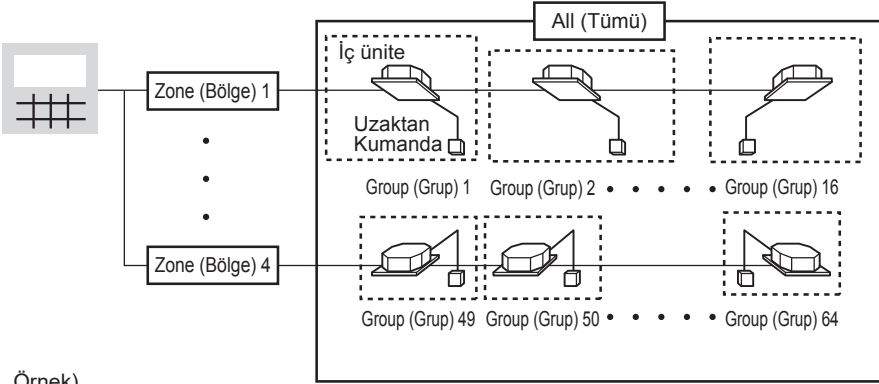 All (Tümü)
İç ünite
Zone (Bölge) 1
Uzaktan
Kumanda
Group (Grup) 1 Group (Grup) 2 • • • • • Group (Grup) 16
Zone (Bölge) 4
Group (Grup) 49 Group (Grup) 50 • • • • • Group (Grup) 64
Örnek)